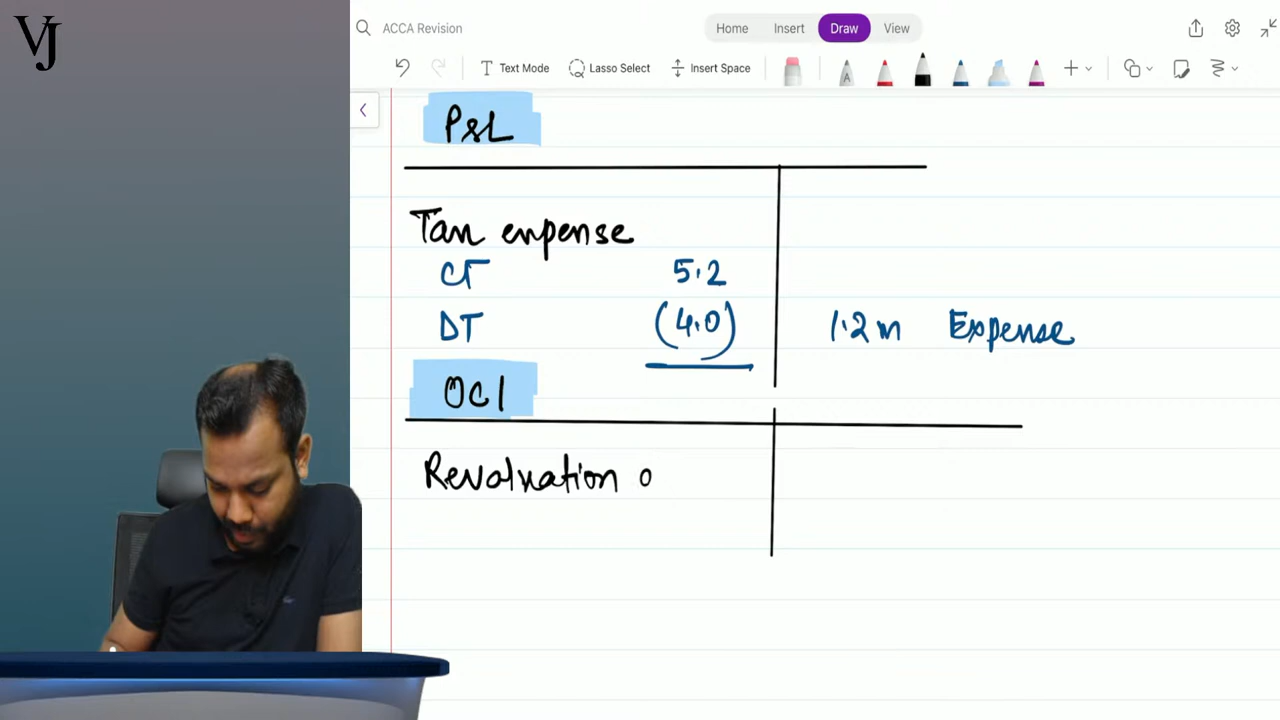 VJ
ACCA Revision
Home Insert Draw View
Text Mode Lasso Select Insert Space
A
P&L
Tax expense
CT 5.2
DT (4.0) 1.2m Expense
OCI
Revaluation o